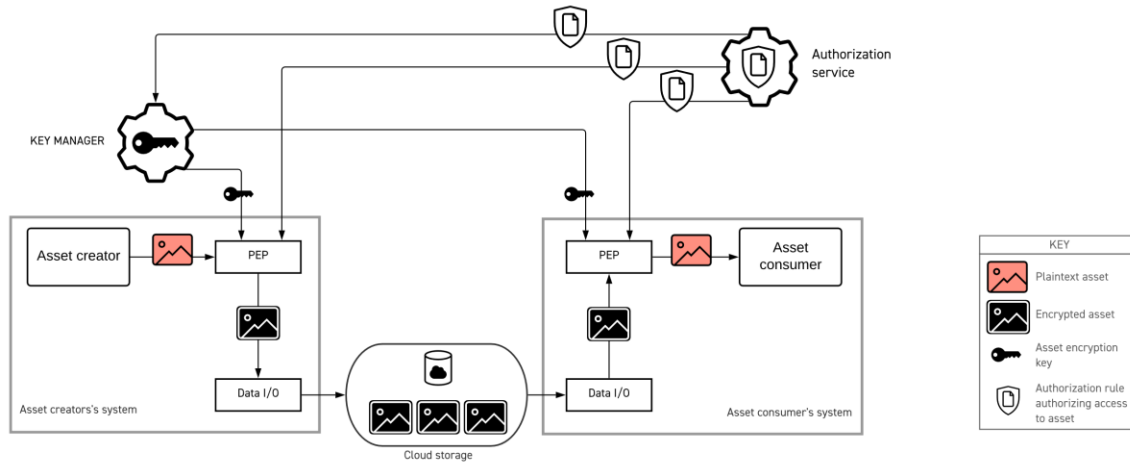 Authorization
service
KEY MANAGER
Asset creator
PEP
PEP
Asset
consumer
Data I/O
Data I/O
Asset creators's system
Asset consumer's system
Cloud storage
KEY
Plaintext asset
Encrypted asset
Asset encryption
key
Authorization rule
authorizing access
to asset